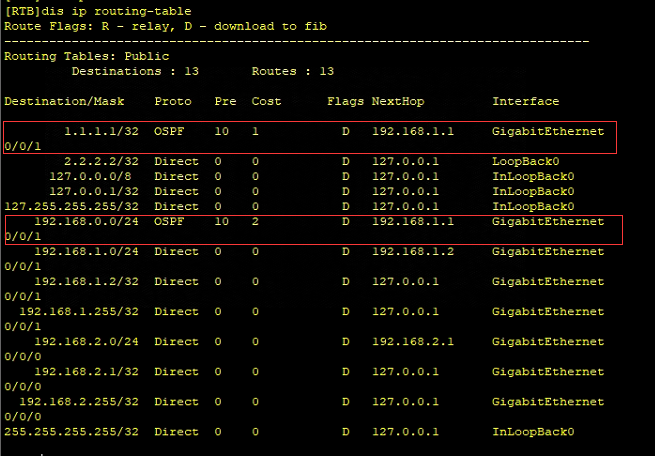 [RTB]dis ip routing-table
Route Flags: R - relay, D - download to fib
------------------------------------------------------------------------------
Routing Tables: Public
         Destinations : 13       Routes : 13
Destination/Mask    Proto   Pre  Cost      Flags NextHop         Interface
        1.1.1.1/32  OSPF    10   1           D   192.168.1.1     GigabitEthernet
0/0/1
        2.2.2.2/32  Direct  0    0           D   127.0.0.1       LoopBack0
      127.0.0.0/8   Direct  0    0           D   127.0.0.1       InLoopBack0
      127.0.0.1/32  Direct  0    0           D   127.0.0.1       InLoopBack0
127.255.255.255/32  Direct  0    0           D   127.0.0.1       InLoopBack0
    192.168.0.0/24  OSPF    10   2           D   192.168.1.1     GigabitEthernet
0/0/1
    192.168.1.0/24  Direct  0    0           D   192.168.1.2     GigabitEthernet
0/0/1
    192.168.1.2/32  Direct  0    0           D   127.0.0.1       GigabitEthernet
0/0/1
  192.168.1.255/32  Direct  0    0           D   127.0.0.1       GigabitEthernet
0/0/1
    192.168.2.0/24  Direct  0    0           D   192.168.2.1     GigabitEthernet
0/0/0
    192.168.2.1/32  Direct  0    0           D   127.0.0.1       GigabitEthernet
0/0/0
  192.168.2.255/32  Direct  0    0           D   127.0.0.1       GigabitEthernet
0/0/0
255.255.255.255/32  Direct  0    0           D   127.0.0.1       InLoopBack0